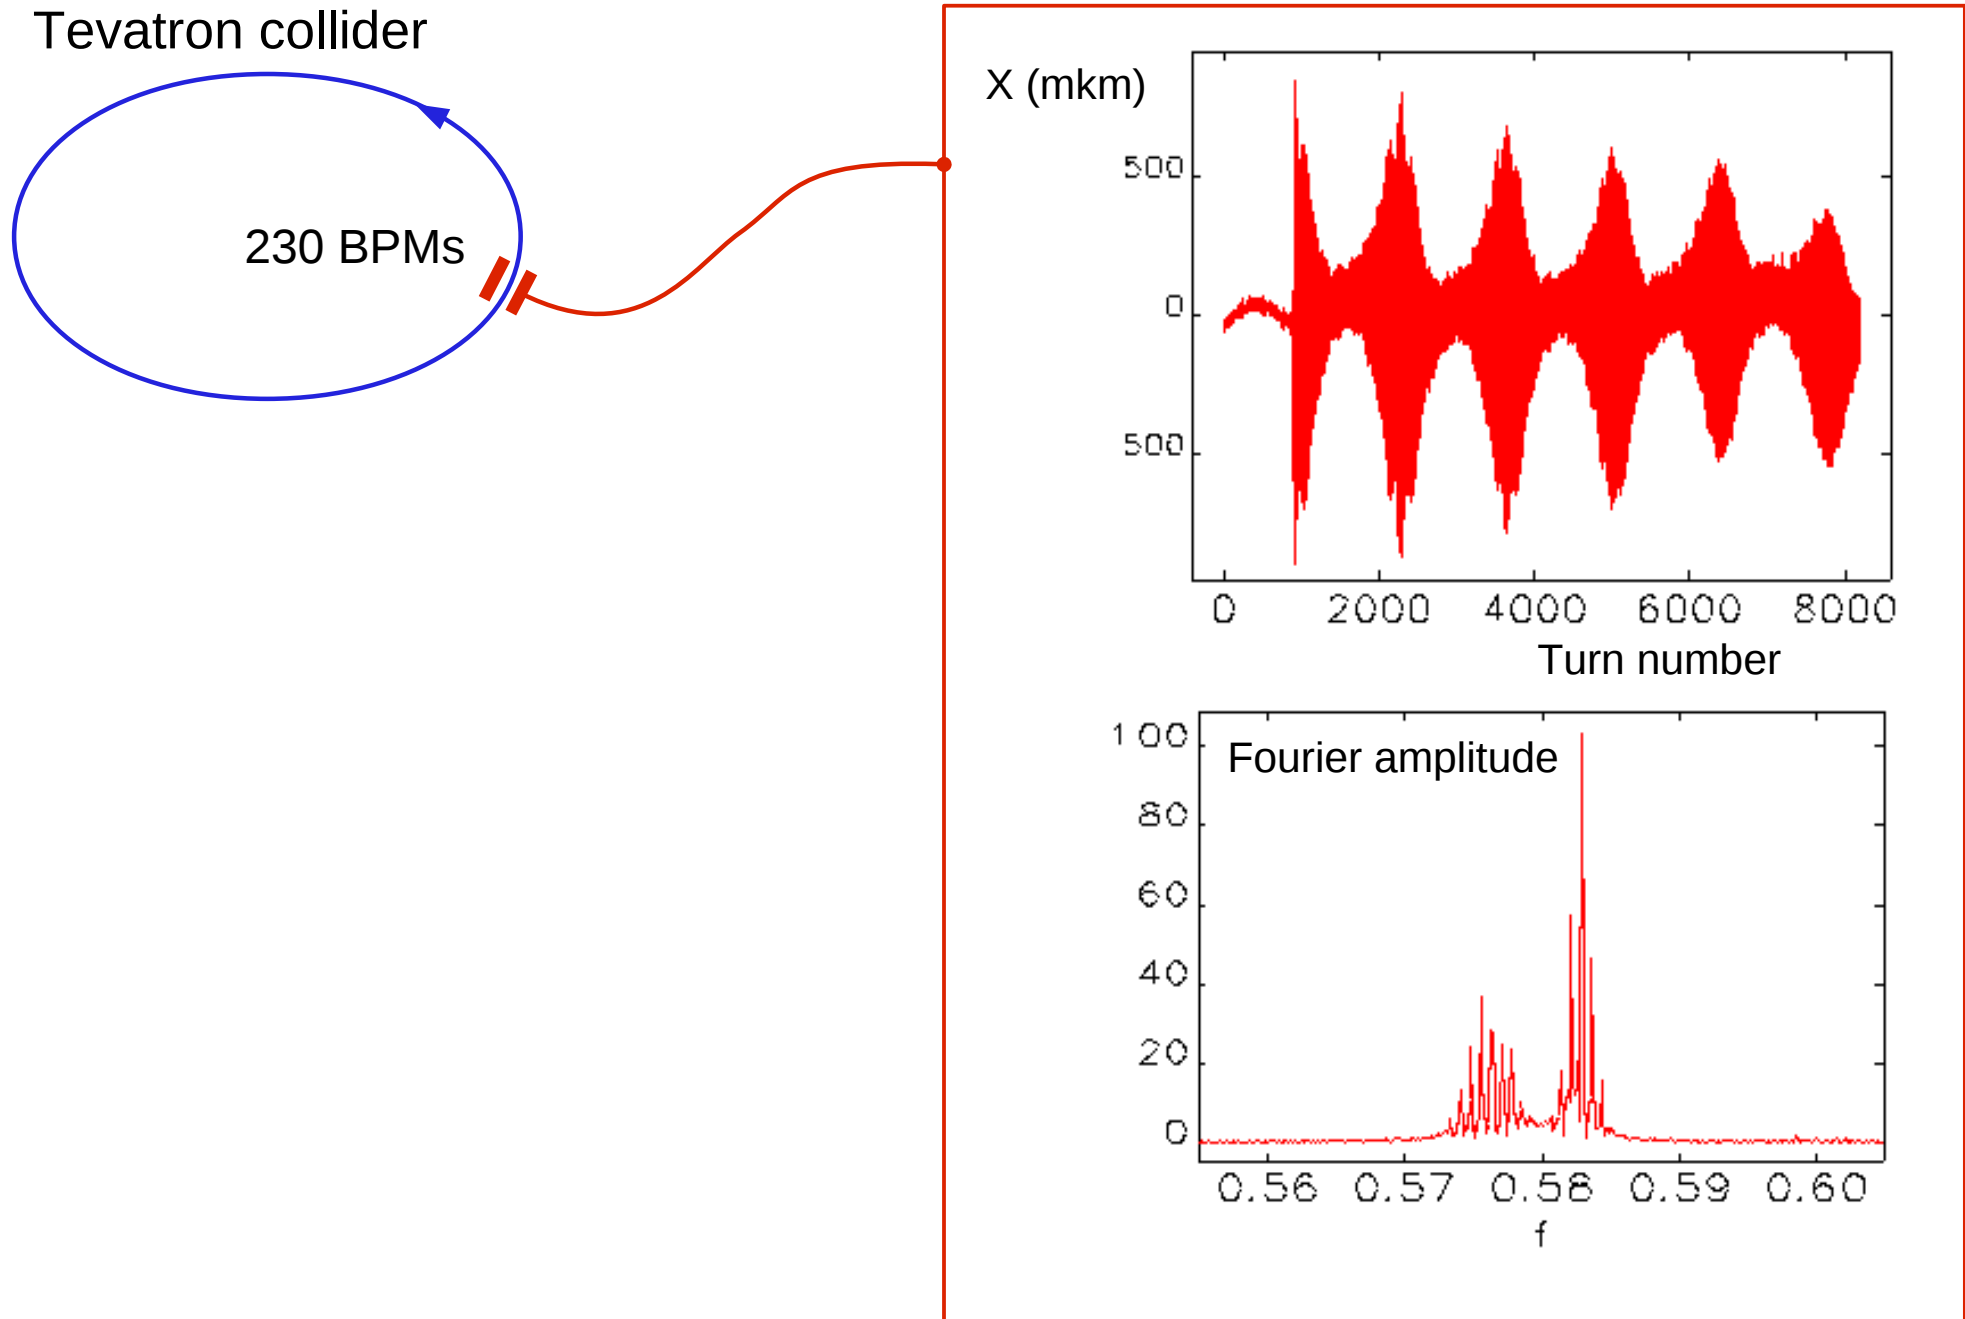 Tevatron collider
230 BPMs
X (mkm)
500
0
500
0 2000 4000 6000 8000
Turn number
100
Fourier amplitude
80
60
40
20
0
0.56 0.57 0.58 0.59 0.60
f